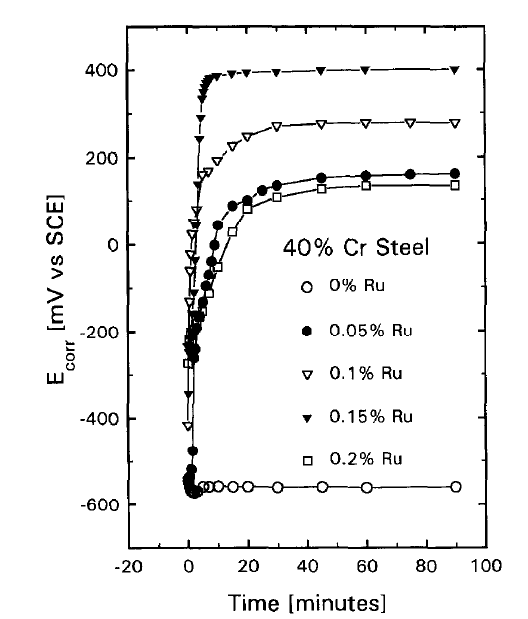 400
200
0
-200
-400
-600
E corr [mV vs SCE]
40% Cr Steel
0% Ru
0.05% Ru
0.1% Ru
0.15% Ru
0.2% Ru
-20 0 20 40 60 80 100
Time [minutes]